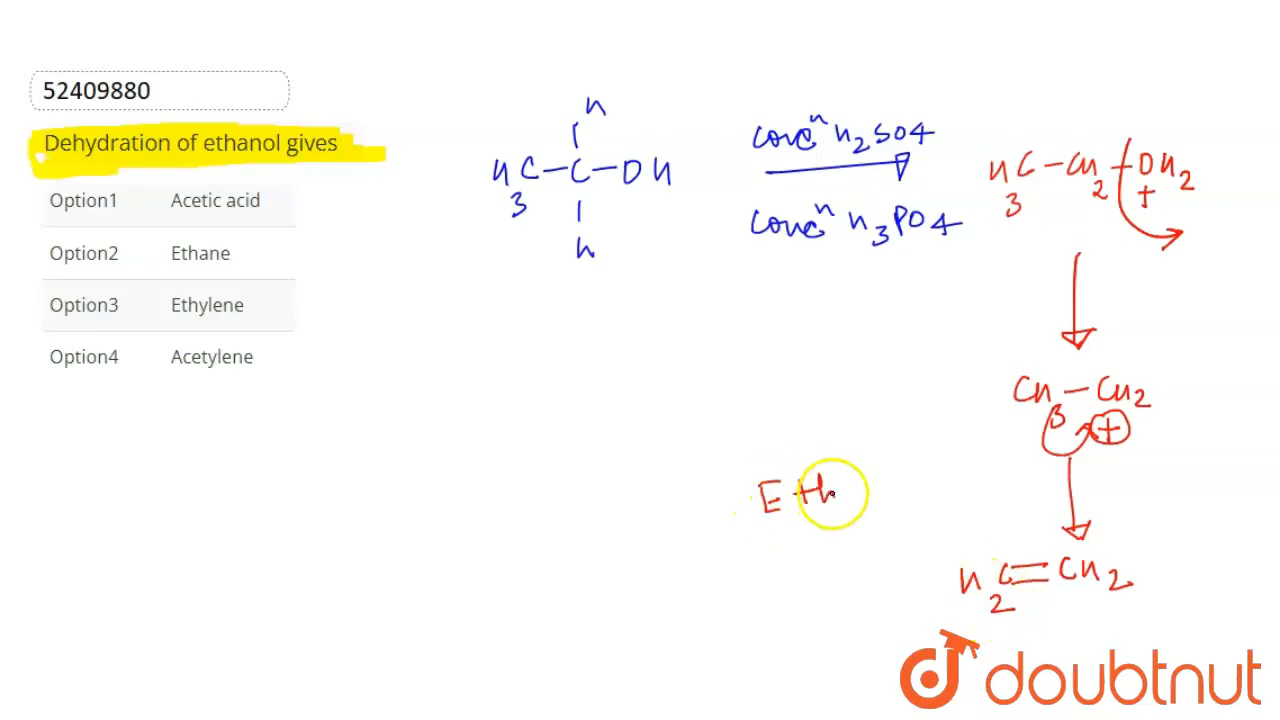 52409880
Dehydration of ethanol gives
Option1 Acetic acid
Option2 Ethane
Option3 Ethylene
Option4 Acetylene
H
H3C-C-OH
H
concⁿ H2SO4
concⁿ H3PO4
H3C-CH2-OH2
+
CH3-CH2
+
Eth
H2C=CH2
doubtnut